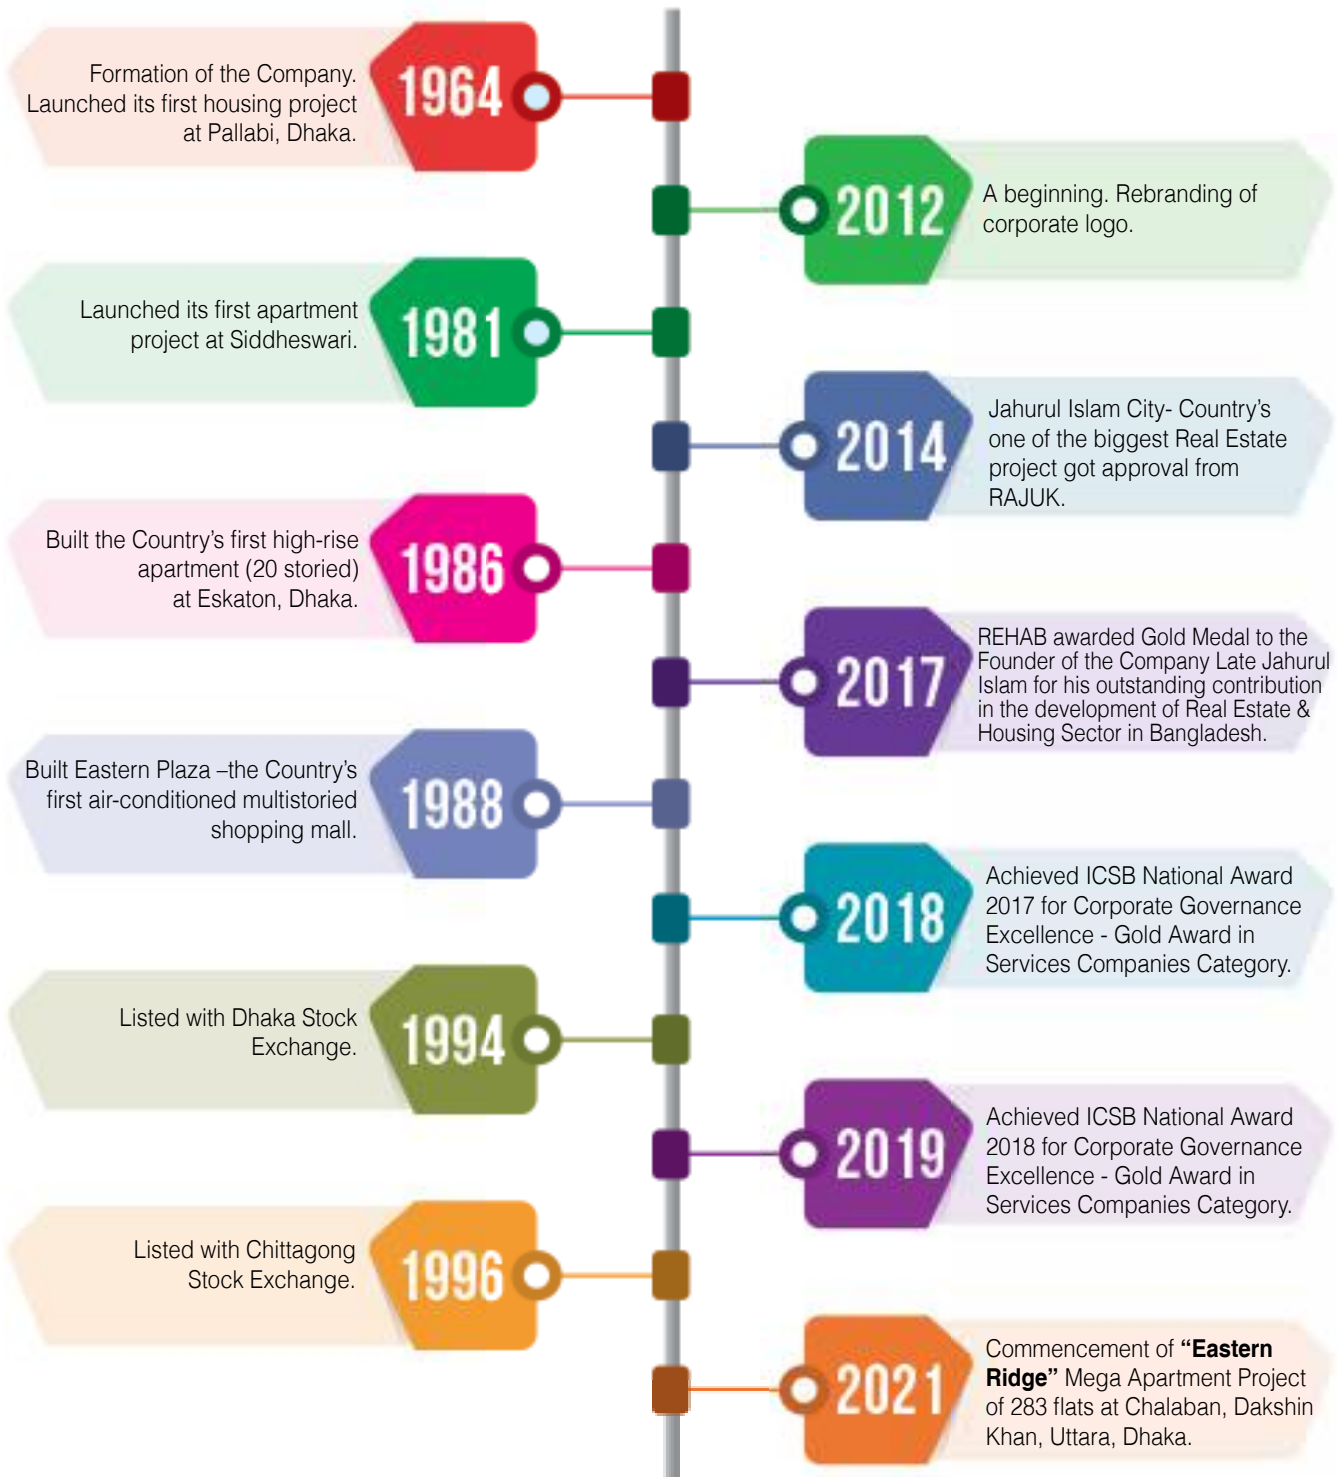 Formation of the Company.
Launched its first housing project
at Pallabi, Dhaka.
1964
Launched its first apartment
project at Siddheswari.
1981
Built the Country’s first high-rise
apartment (20 storied)
at Eskaton, Dhaka.
1986
Built Eastern Plaza –the Country’s
first air-conditioned multistoried
shopping mall.
1988
Listed with Dhaka Stock
Exchange.
1994
Listed with Chittagong
Stock Exchange.
1996
2012
A beginning. Rebranding of
corporate logo.
2014
Jahurul Islam City- Country’s
one of the biggest Real Estate
project got approval from
RAJUK.
2017
REHAB awarded Gold Medal to the
Founder of the Company Late Jahurul
Islam for his outstanding contribution
in the development of Real Estate &
Housing Sector in Bangladesh.
2018
Achieved ICSB National Award
2017 for Corporate Governance
Excellence - Gold Award in
Services Companies Category.
2019
Achieved ICSB National Award
2018 for Corporate Governance
Excellence - Gold Award in
Services Companies Category.
2021
Commencement of “Eastern
Ridge” Mega Apartment Project
of 283 flats at Chalaban, Dakshin
Khan, Uttara, Dhaka.